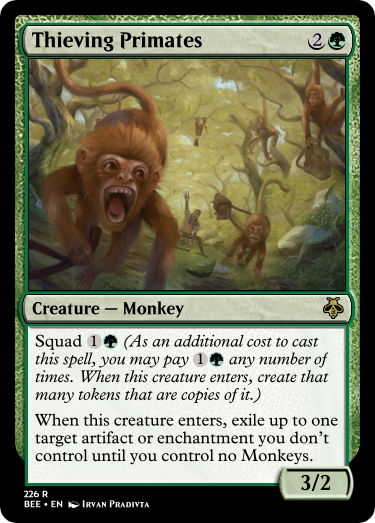 Thieving Primates 2
Creature — Monkey
Squad 1 (As an additional cost to cast
this spell, you may pay 1 any number of
times. When this creature enters, create that
many tokens that are copies of it.)
When this creature enters, exile up to one
target artifact or enchantment you don't
control until you control no Monkeys.
3/2
226 R
BEE • EN Irvan Pradivta